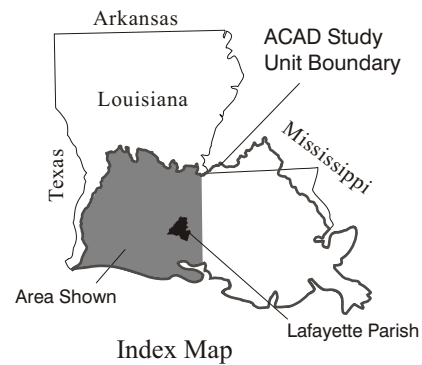 Arkansas
ACAD Study
Unit Boundary
Louisiana
Mississippi
Texas
Area Shown
Lafayette Parish
Index Map